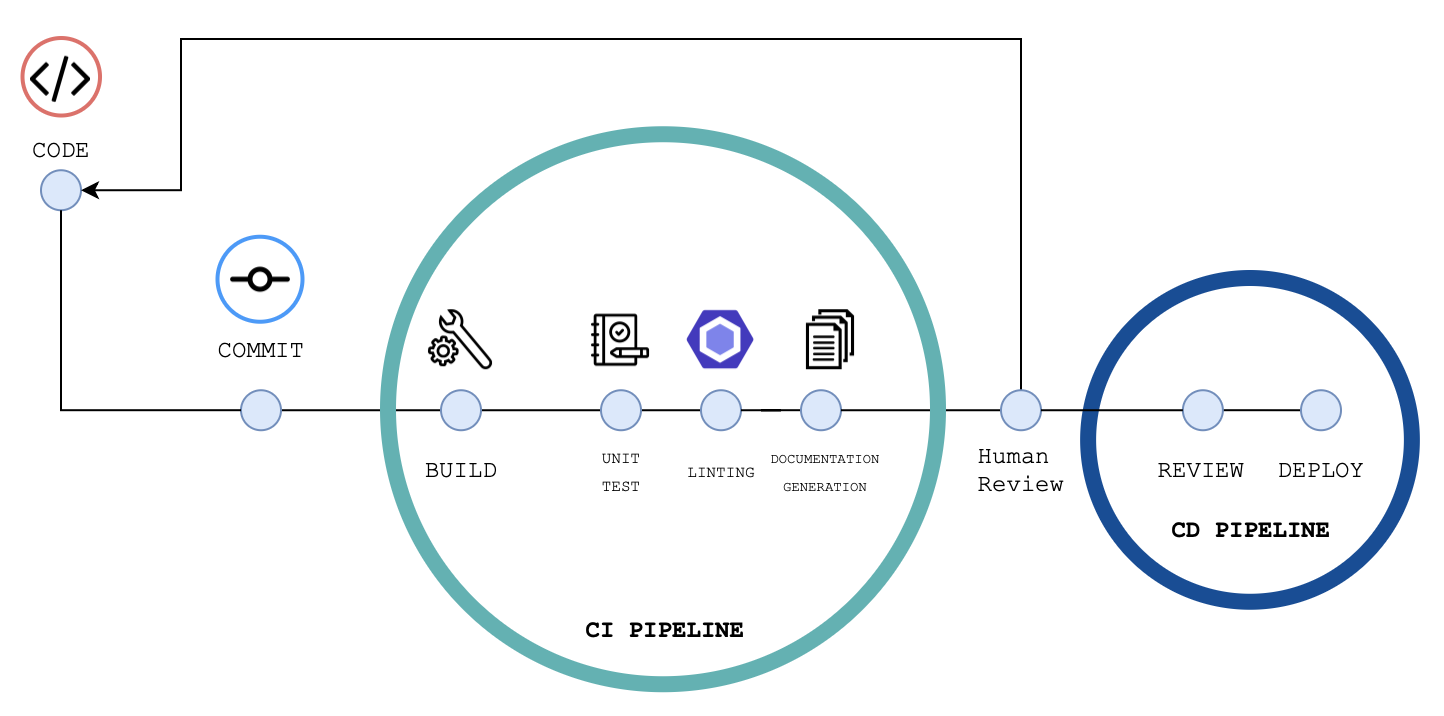 CODE
COMMIT
BUILD
UNIT
TEST
LINTING
DOCUMENTATION
GENERATION
Human
Review
REVIEW
DEPLOY
CD PIPELINE
CI PIPELINE